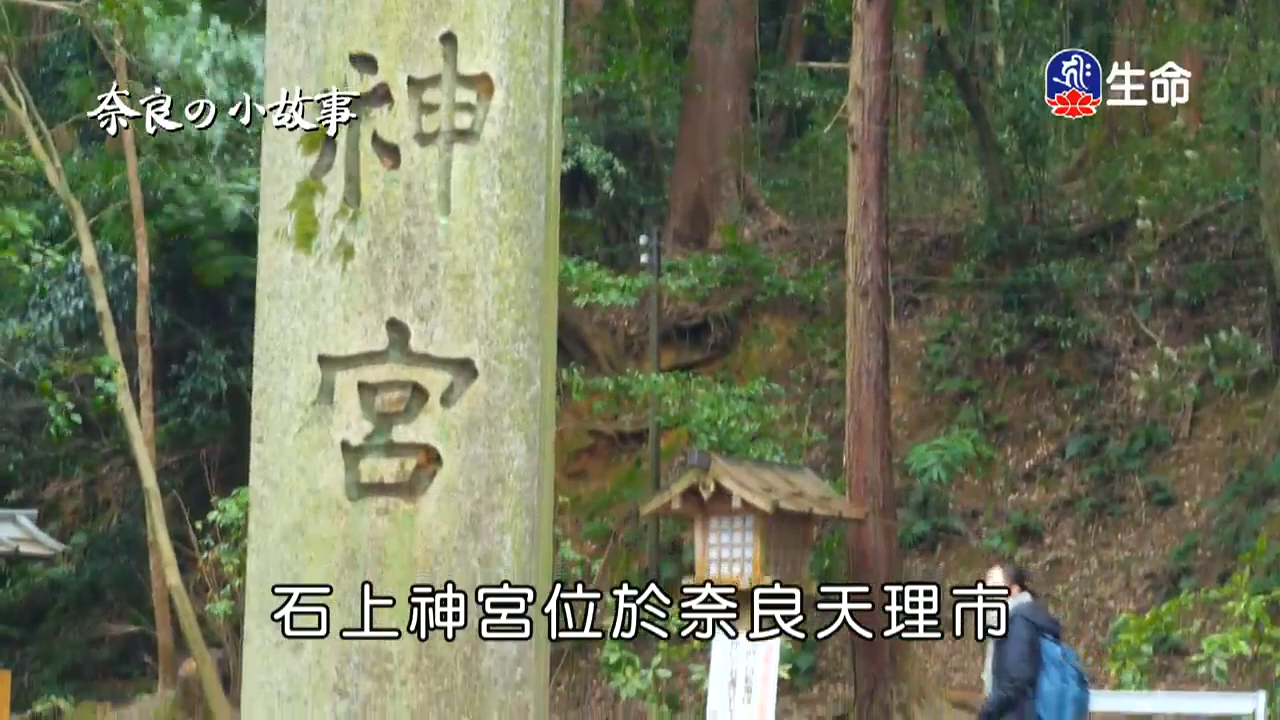 奈良の小故事
生命
神宮
石上神宮位於奈良天理市